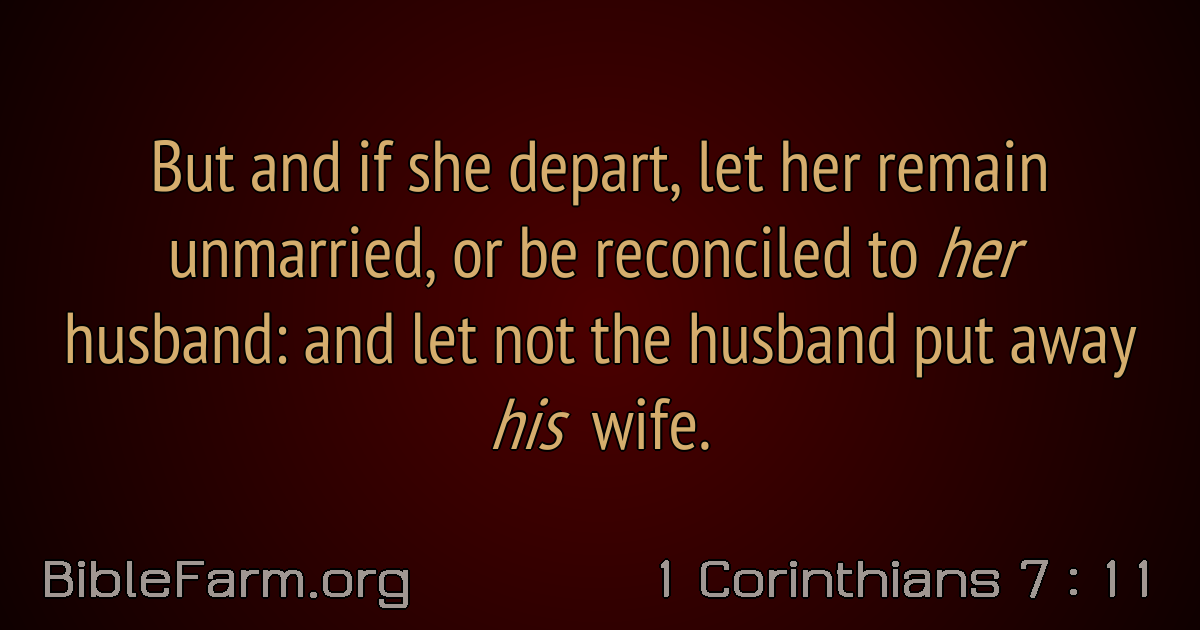 But and if she depart, let her remain
unmarried, or be reconciled to her
husband: and let not the husband put away
his wife.
BibleFarm.org
1 Corinthians 7 : 11